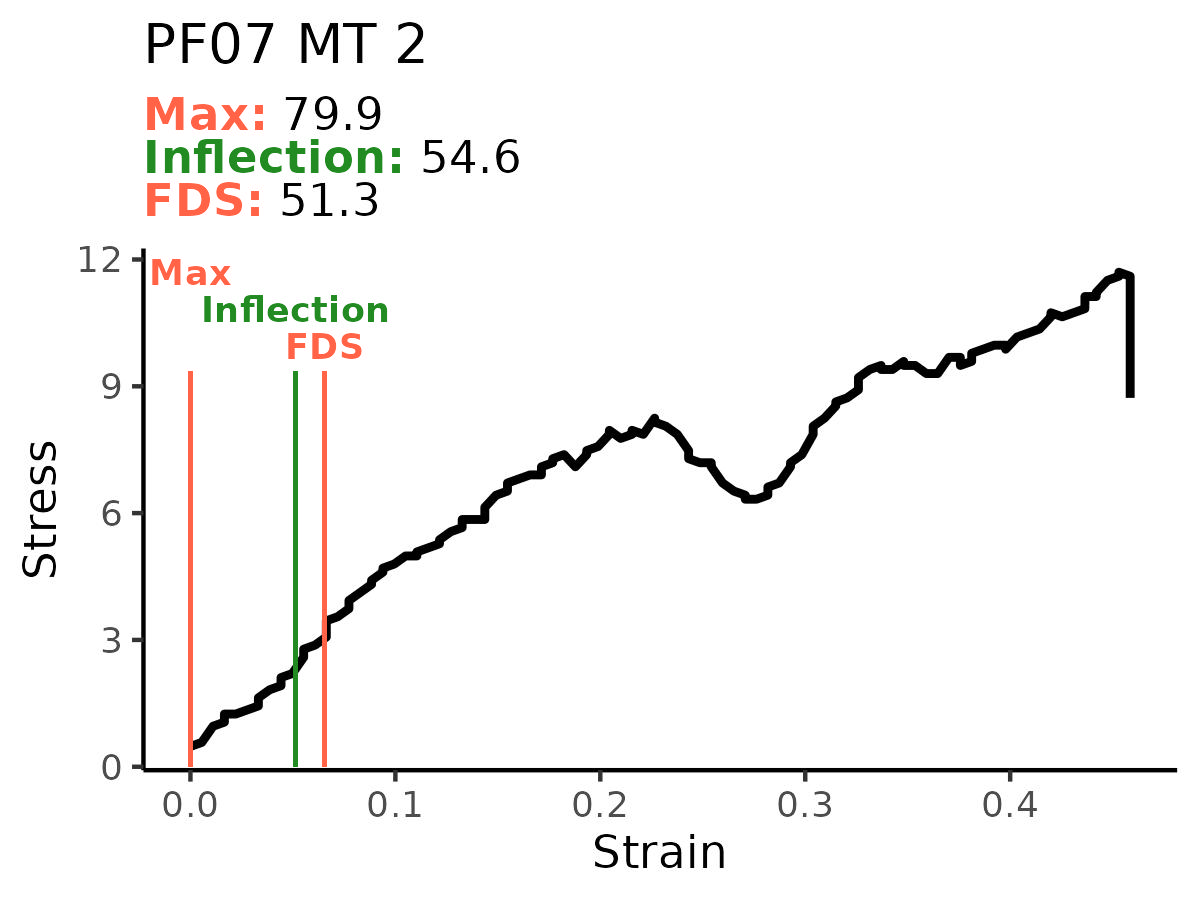 PF07 MT 2
Max: 79.9
Inflection: 54.6
FDS: 51.3
12
Max
Inflection
FDS
9
6
3
0
Stress
0.0 0.1 0.2 0.3 0.4
Strain